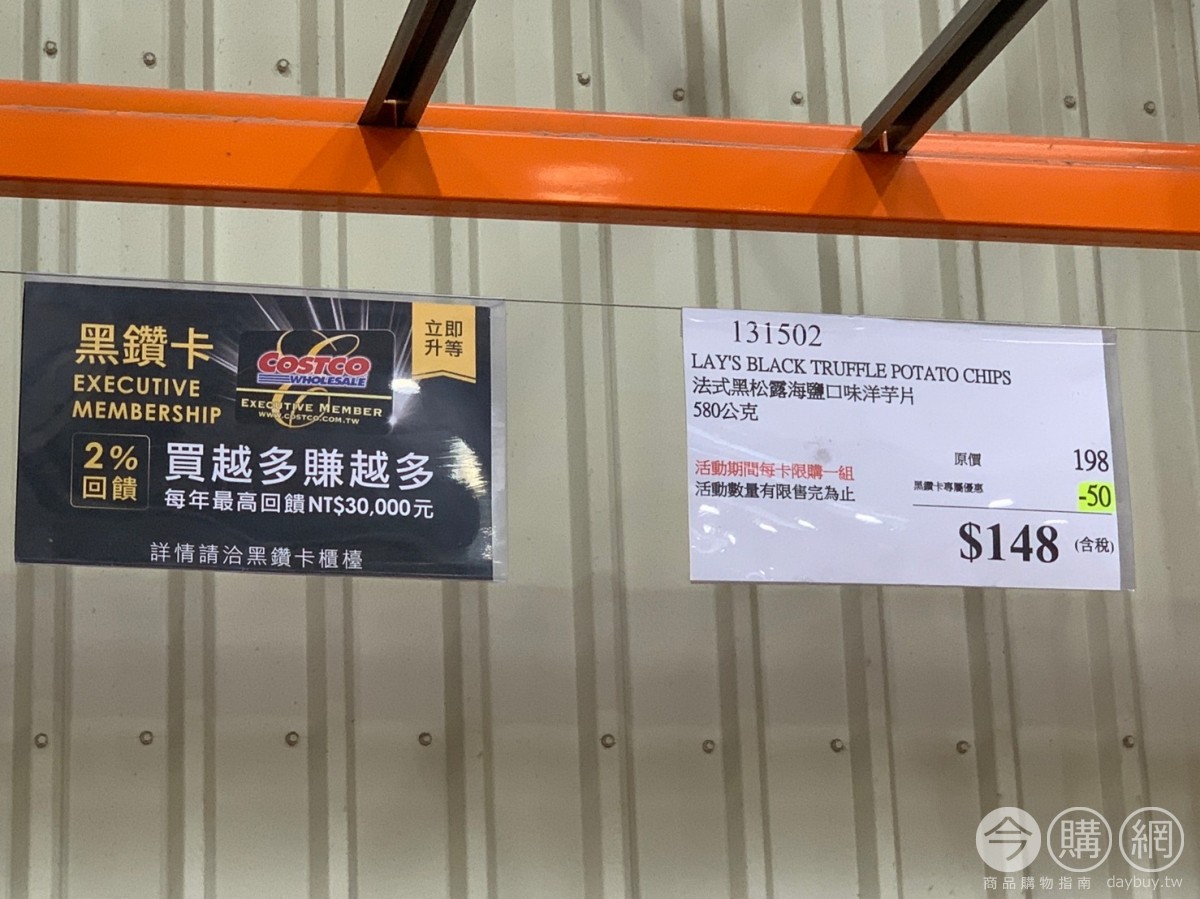 黑鑽卡
EXECUTIVE
MEMBERSHIP
COSTCO
WHOLESALE
EXECUTIVE MEMBER
WWW.COSTCO.COM.TW
立即
升等
2%
回饋
買越多賺越多
每年最高回饋NT$30,000元
詳情請洽黑鑽卡櫃檯
131502
LAY'S BLACK TRUFFLE POTATO CHIPS
法式黑松露海鹽口味洋芋片
580公克
活動期間每卡限購一組
活動數量有限售完為止
原價 198
黑鑽卡專屬優惠 -50
$148 (含稅)
今購網
商品購物指南 daybuy.tw